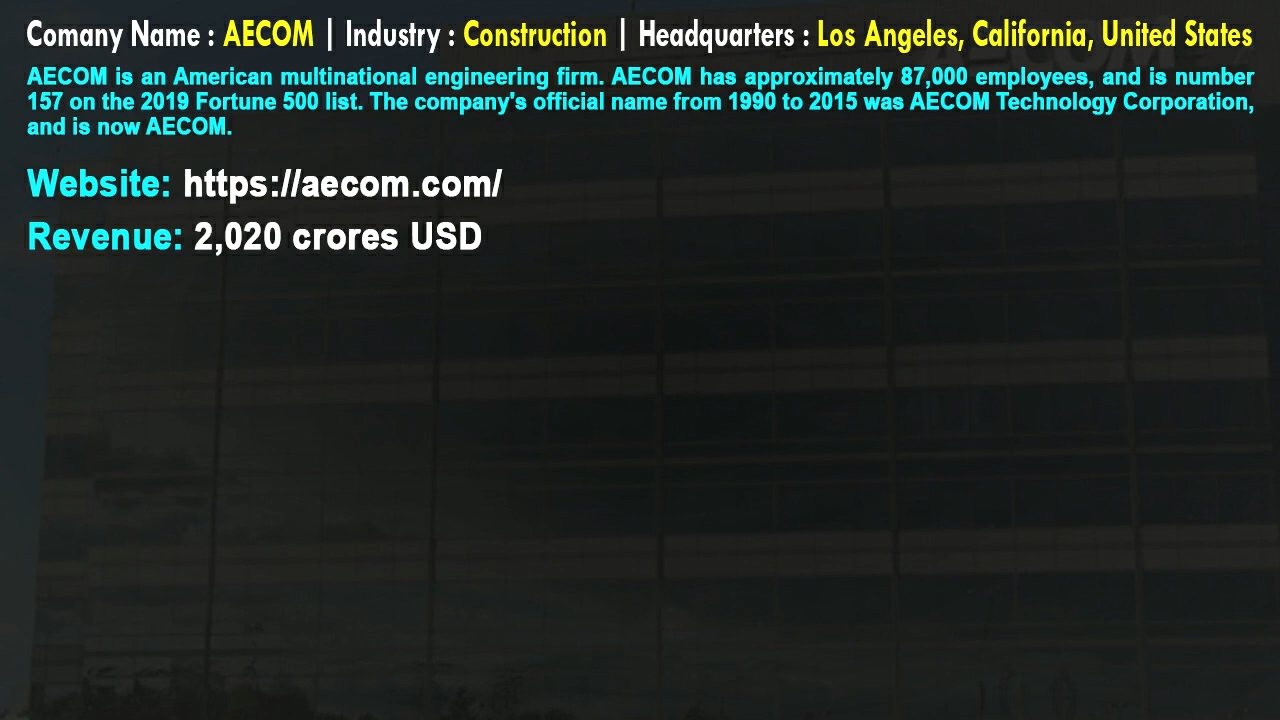 Comany Name : AECOM | Industry : Construction | Headquarters : Los Angeles, California, United States
AECOM is an American multinational engineering firm. AECOM has approximately 87,000 employees, and is number
157 on the 2019 Fortune 500 list. The company's official name from 1990 to 2015 was AECOM Technology Corporation,
and is now AECOM.
Website: https://aecom.com/
Revenue: 2,020 crores USD